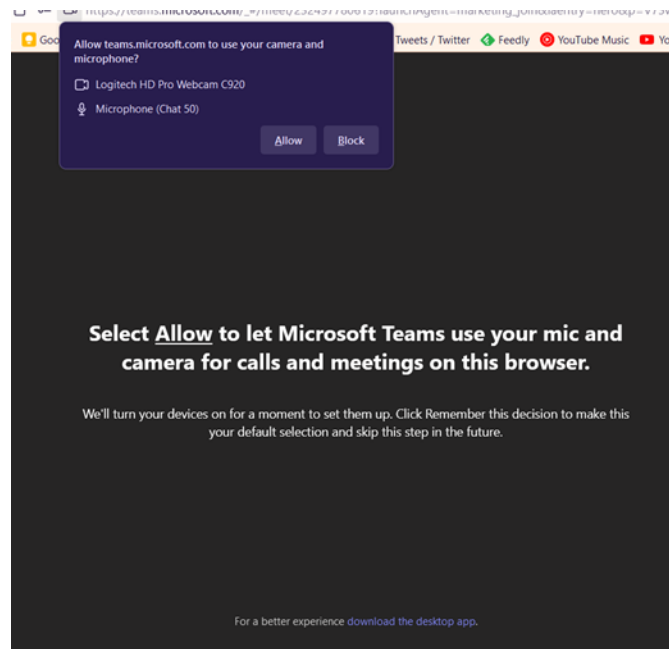 Goo
Tweets / Twitter Feedly YouTube Music Yo
Allow teams.microsoft.com to use your camera and
microphone?
Logitech HD Pro Webcam C920
Microphone (Chat 50)
Allow Block
Select Allow to let Microsoft Teams use your mic and
camera for calls and meetings on this browser.
We'll turn your devices on for a moment to set them up. Click Remember this decision to make this
your default selection and skip this step in the future.
For a better experience download the desktop app.